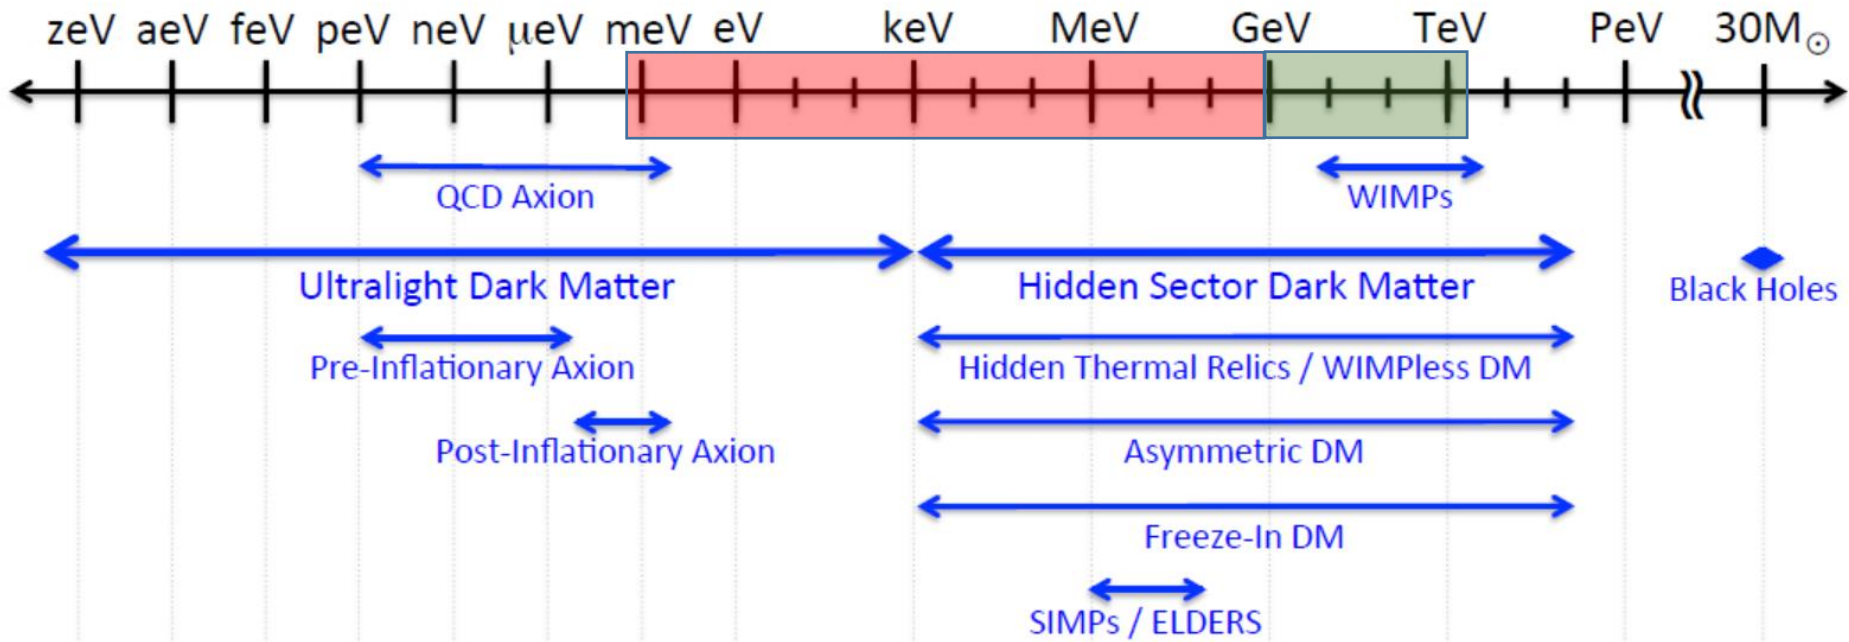 zeV aeV feV peV neV μeV meV eV keV MeV GeV TeV PeV 30M☉
QCD Axion
WIMPs
Ultralight Dark Matter
Hidden Sector Dark Matter
Black Holes
Pre-Inflationary Axion
Hidden Thermal Relics / WIMPless DM
Post-Inflationary Axion
Asymmetric DM
Freeze-In DM
SIMPs / ELDERS